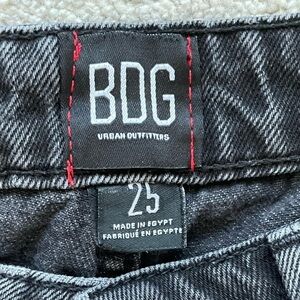 BDG
URBAN OUTFITTERS
25
MADE IN EGYPT
FABRIQUÉ EN EGYPTE